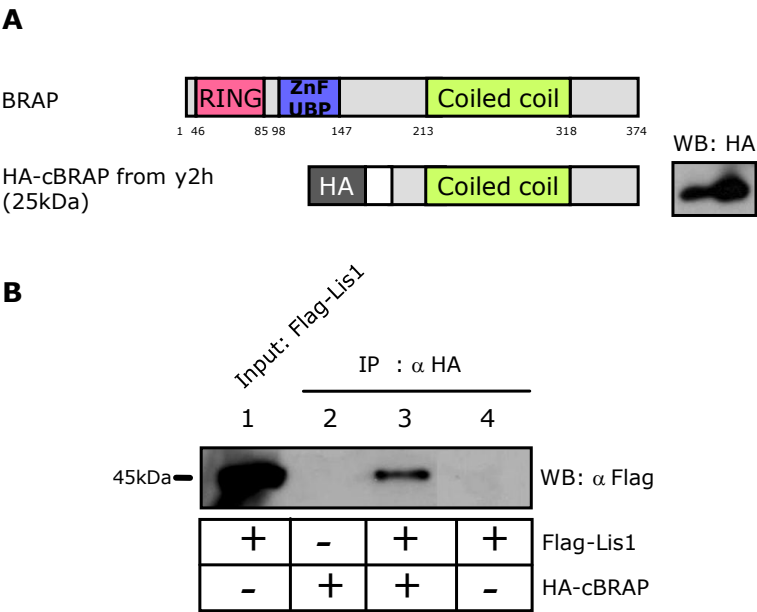 A
BRAP
RING
ZnF
UBP
Coiled coil
1 46 85 98 147 213 318 374
WB: HA
HA-cBRAP from y2h
(25kDa)
HA
Coiled coil
B
Input: Flag-Lis1
IP : α HA
1 2 3 4
45kDa
WB: α Flag
+ - + + Flag-Lis1
- + + - HA-cBRAP